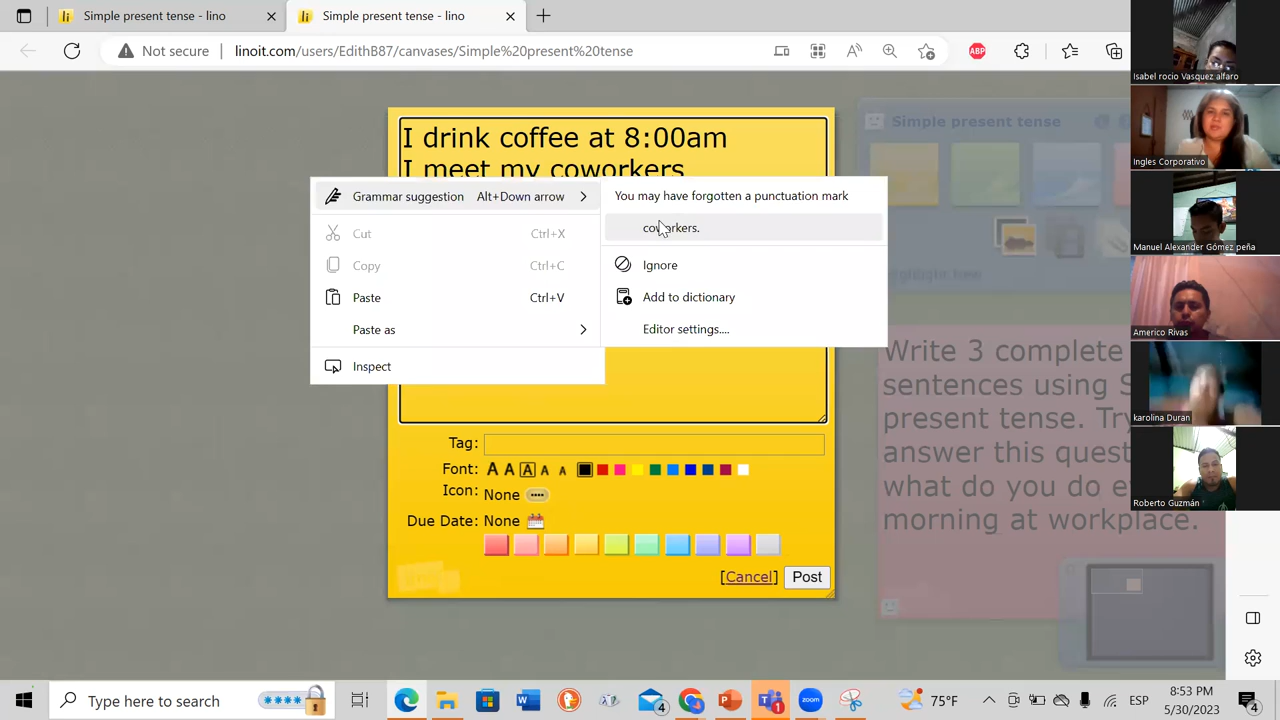 Simple present tense - lino
Simple present tense - lino
Not secure
linoit.com/users/EdithB87/canvases/Simple%20present%20tense
ABP
I drink coffee at 8:00am
I meet my coworkers
Simple present tense
Grammar suggestion Alt+Down arrow
You may have forgotten a punctuation mark
coworkers.
Cut Ctrl+X
Copy Ctrl+C
Ignore
Paste Ctrl+V
Add to dictionary
Paste as
Editor settings....
Inspect
Write 3 complete
sentences using S
present tense. Try
answer this quest
what do you do e
morning at workplace.
Tag:
Font: A A A A A
Icon: None
Due Date: None
[Cancel] Post
Isabel rocio Vasquez alfaro
Ingles Corporativo
Manuel Alexander Gómez peña
Americo Rivas
karolina Duran
Roberto Guzmán
Type here to search
4
1
75°F
ESP
8:53 PM
5/30/2023
4